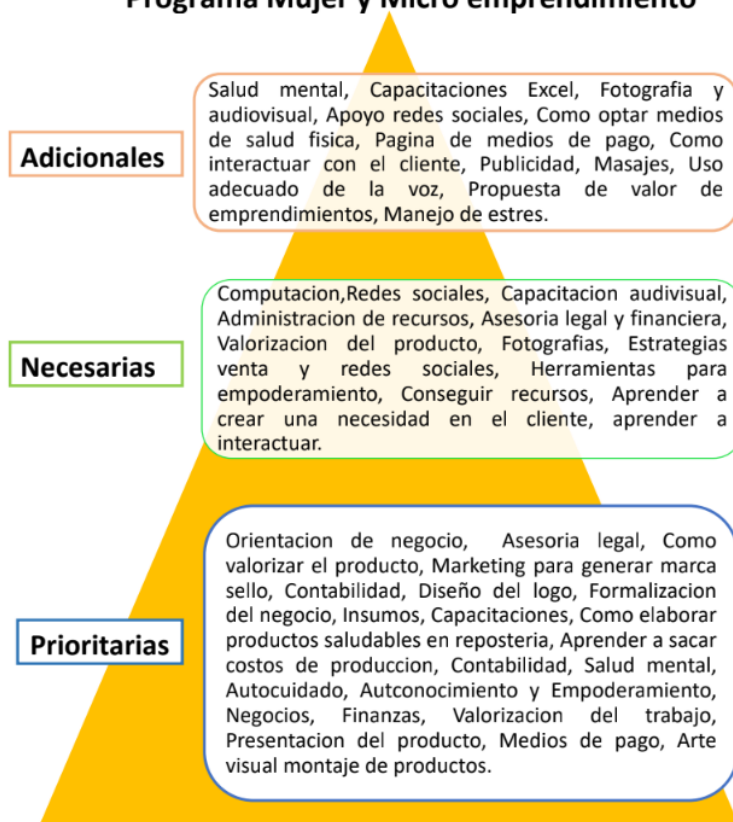 Programa Mujer y Micro emprendimiento
Salud mental, Capacitaciones Excel, Fotografia y
audiovisual, Apoyo redes sociales, Como optar medios
de salud fisica, Pagina de medios de pago, Como
interactuar con el cliente, Publicidad, Masajes, Uso
adecuado de la voz, Propuesta de valor de
emprendimientos, Manejo de estres.
Adicionales
Computacion,Redes sociales, Capacitacion audivisual,
Administracion de recursos, Asesoria legal y financiera,
Valorizacion del producto, Fotografias, Estrategias
venta y redes sociales, Herramientas para
empoderamiento, Conseguir recursos, Aprender a
crear una necesidad en el cliente, aprender a
interactuar.
Necesarias
Orientacion de negocio, Asesoria legal, Como
valorizar el producto, Marketing para generar marca
sello, Contabilidad, Diseño del logo, Formalizacion
del negocio, Insumos, Capacitaciones, Como elaborar
productos saludables en reposteria, Aprender a sacar
costos de produccion, Contabilidad, Salud mental,
Autocuidado, Autconocimiento y Empoderamiento,
Negocios, Finanzas, Valorizacion del trabajo,
Presentacion del producto, Medios de pago, Arte
visual montaje de productos.
Prioritarias